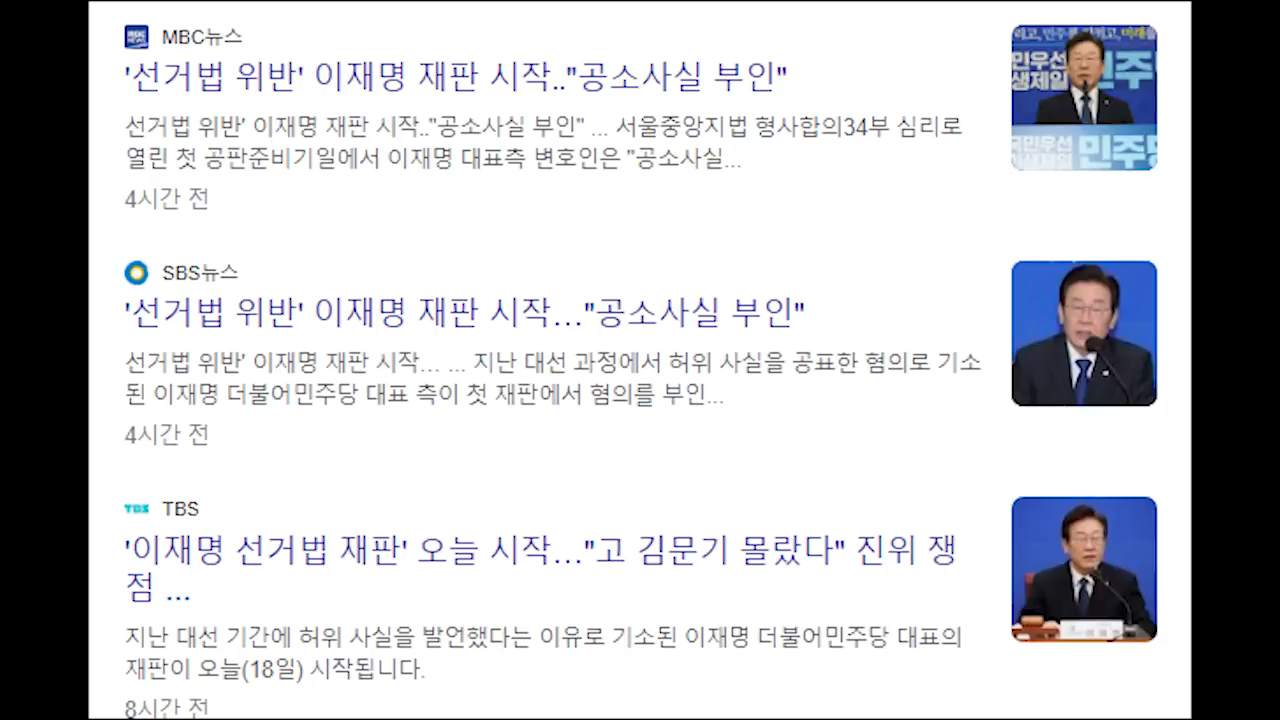 MBC뉴스
'선거법 위반' 이재명 재판 시작.."공소사실 부인"
선거법 위반' 이재명 재판 시작.."공소사실 부인" ... 서울중앙지법 형사합의34부 심리로
열린 첫 공판준비기일에서 이재명 대표측 변호인은 "공소사실...
4시간 전
SBS뉴스
'선거법 위반' 이재명 재판 시작…"공소사실 부인"
선거법 위반' 이재명 재판 시작… ... 지난 대선 과정에서 허위 사실을 공표한 혐의로 기소
된 이재명 더불어민주당 대표 측이 첫 재판에서 혐의를 부인...
4시간 전
TBS
'이재명 선거법 재판' 오늘 시작…"고 김문기 몰랐다" 진위 쟁
점 ...
지난 대선 기간에 허위 사실을 발언했다는 이유로 기소된 이재명 더불어민주당 대표의
재판이 오늘(18일) 시작됩니다.
8시간 전